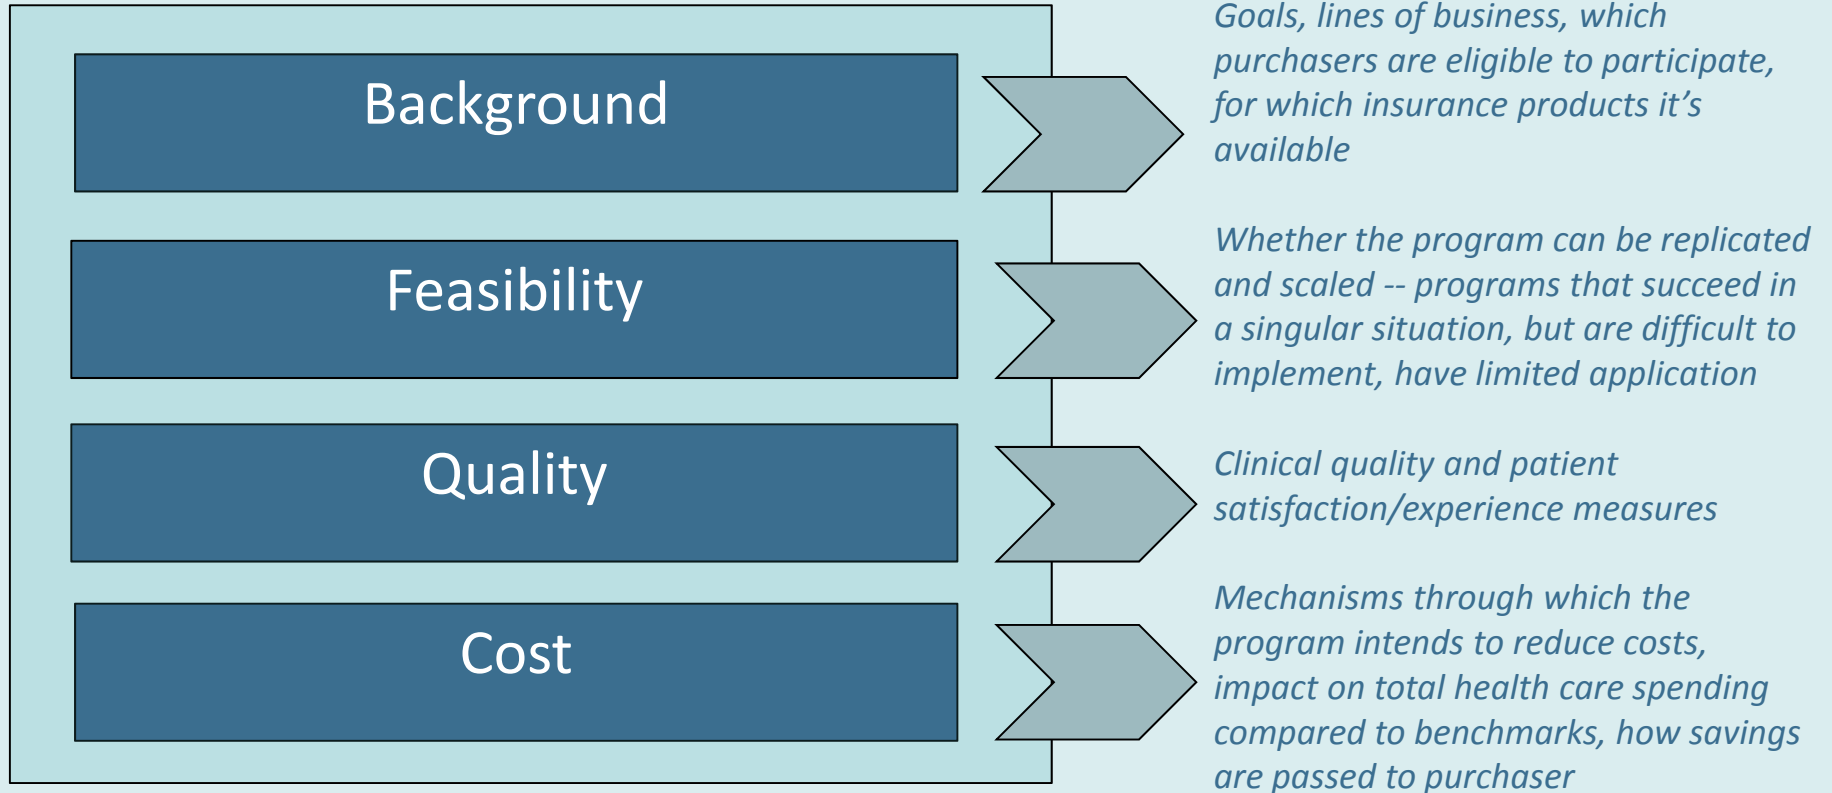 Background
Goals, lines of business, which
purchasers are eligible to participate,
for which insurance products it’s
available
Feasibility
Whether the program can be replicated
and scaled -- programs that succeed in
a singular situation, but are difficult to
implement, have limited application
Quality
Clinical quality and patient
satisfaction/experience measures
Cost
Mechanisms through which the
program intends to reduce costs,
impact on total health care spending
compared to benchmarks, how savings
are passed to purchaser